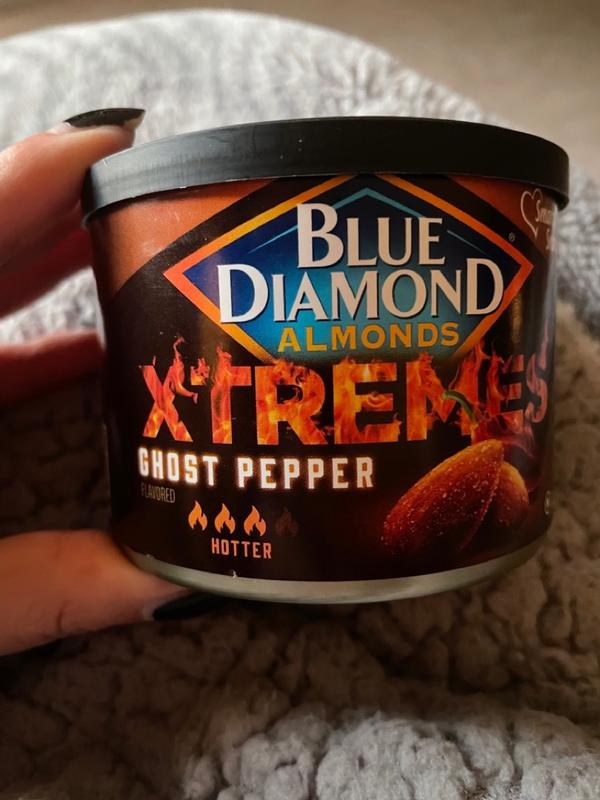 BLUE
DIAMOND®
ALMONDS
XTREMES
GHOST PEPPER
FLAVORED
HOTTER